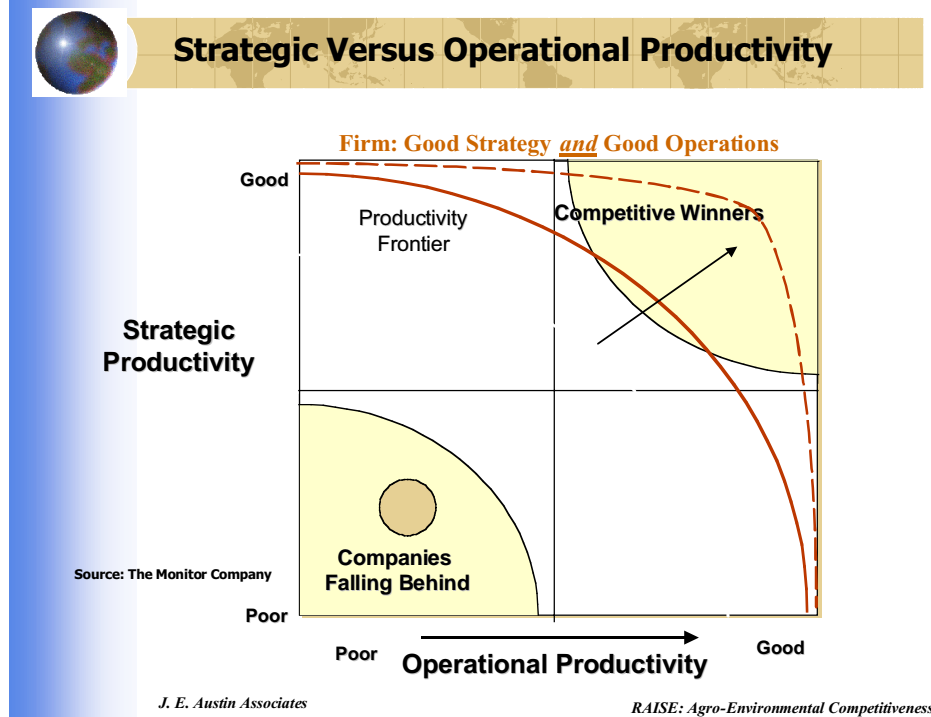 Strategic Versus Operational Productivity
Firm: Good Strategy and Good Operations
Good
Competitive Winners
Productivity
Frontier
Strategic
Productivity
Companies
Falling Behind
Source: The Monitor Company
Poor
Poor
Good
Operational Productivity
J. E. Austin Associates
RAISE: Agro-Environmental Competitiveness